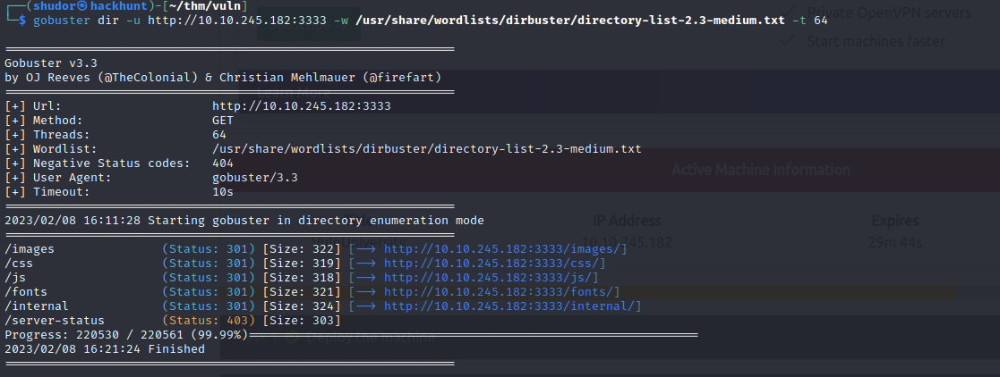 ┌──(shudor㉿hackhunt)-[~/thm/vuln]
└─$ gobuster dir -u http://10.10.245.182:3333 -w /usr/share/wordlists/dirbuster/directory-list-2.3-medium.txt -t 64
Private OpenVPN servers
Start machines faster
===============================================================
Gobuster v3.3
by OJ Reeves (@TheColonial) & Christian Mehlmauer (@firefart)
===============================================================
Learn More
[+] Url: http://10.10.245.182:3333
[+] Method: GET
[+] Threads: 64
[+] Wordlist: /usr/share/wordlists/dirbuster/directory-list-2.3-medium.txt
[+] Negative Status codes: 404
[+] User Agent: gobuster/3.3
[+] Timeout: 10s
Active Machine Information
===============================================================
2023/02/08 16:11:28 Starting gobuster in directory enumeration mode
IP Address Expires
===============================================================
VulnUniversity 10.10.245.182 29m 44s
/images (Status: 301) [Size: 322] [--> http://10.10.245.182:3333/images/]
/css (Status: 301) [Size: 319] [--> http://10.10.245.182:3333/css/]
/js (Status: 301) [Size: 318] [--> http://10.10.245.182:3333/js/]
/fonts (Status: 301) [Size: 321] [--> http://10.10.245.182:3333/fonts/]
/internal (Status: 301) [Size: 324] [--> http://10.10.245.182:3333/internal/]
/server-status (Status: 403) [Size: 303]
Progress: 220530 / 220561 (99.99%)===============================================================
Deploy the machine
2023/02/08 16:21:24 Finished
===============================================================